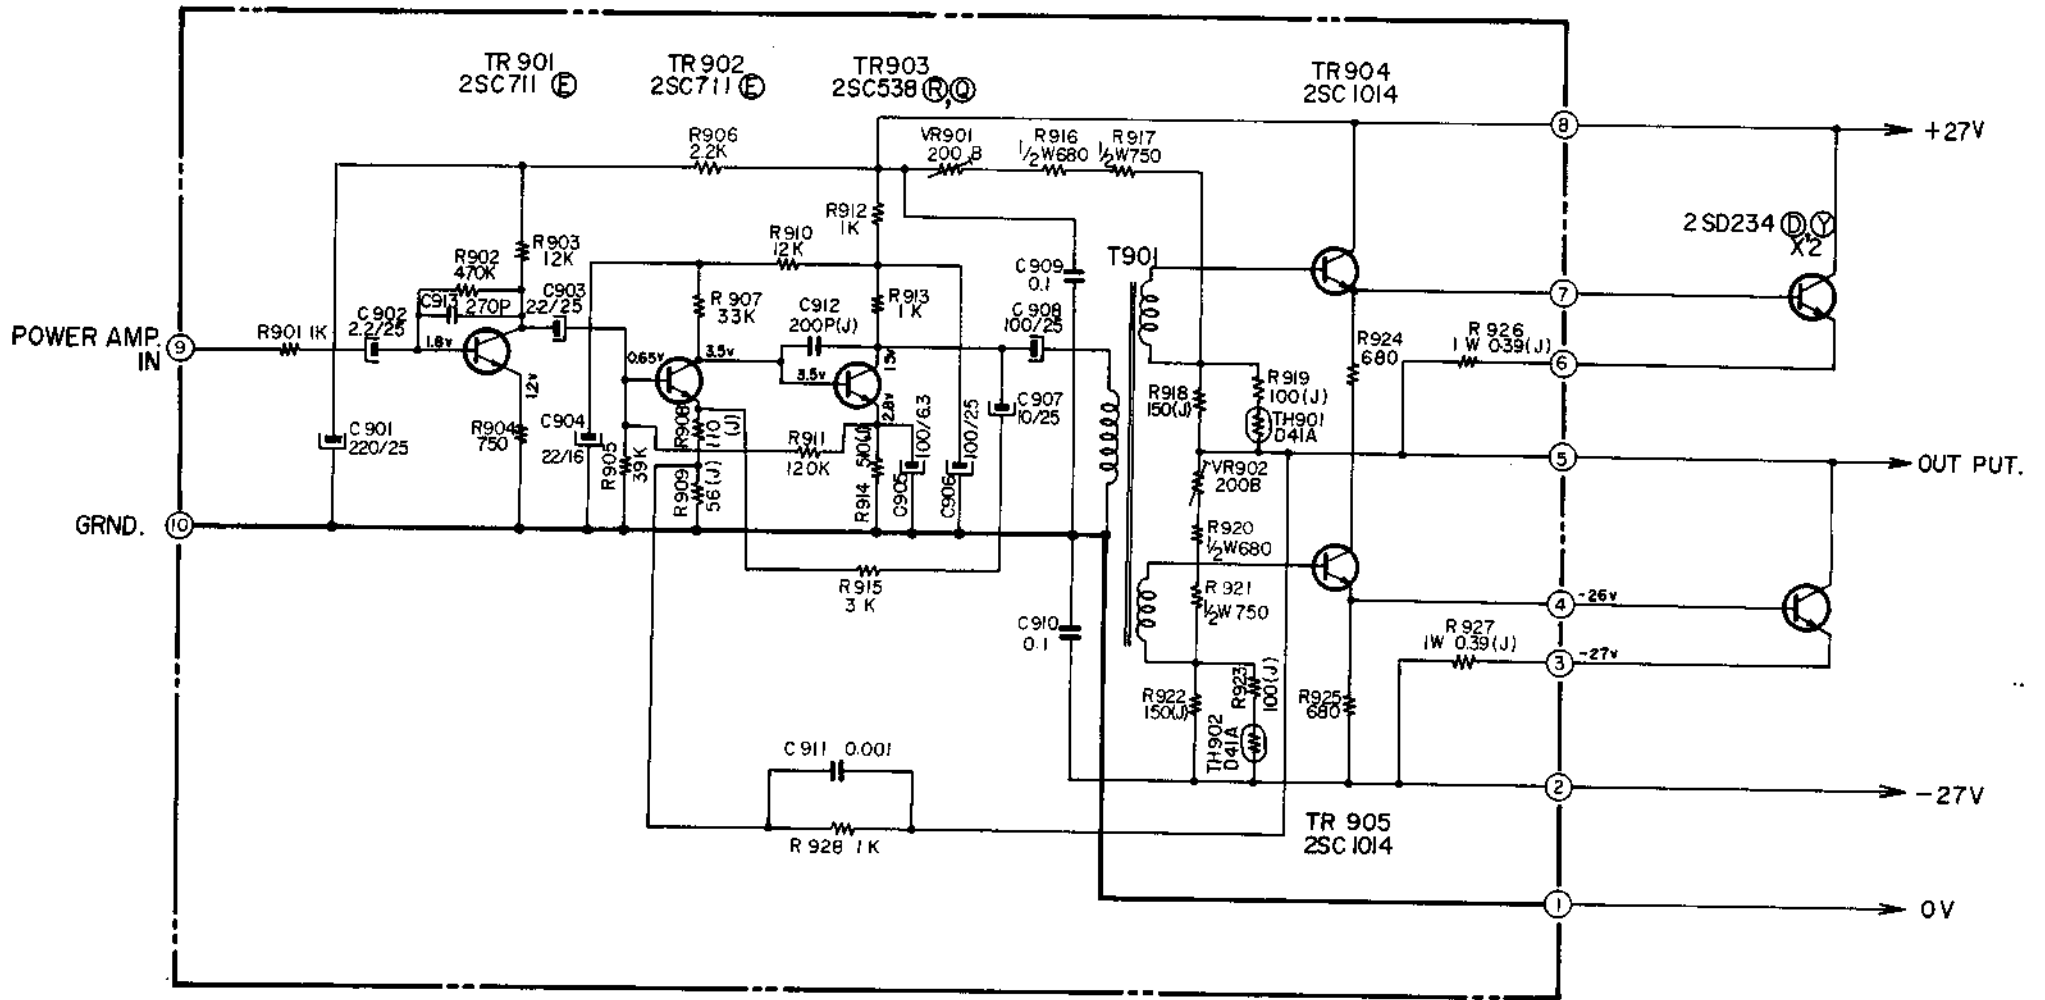 TR 901
2SC711 Ⓔ
TR 902
2SC711 Ⓔ
TR903
2SC538 Ⓡ,Ⓠ
TR904
2SC1014
R906
2.2K
VR901
200 B
R916
1/2W680
R917
1/2W750
8
+27V
R912
1K
R910
12K
2SD234 Ⓓ,Ⓨ
X2
R902
470K
R903
12K
C913
270P
C903
22/25
C909
0.1
T901
7
C902
2.2/25
R 907
33K
C912
200P(J)
R913
1K
C908
100/25
POWER AMP.
IN
9
R901 1K
1.8v
12v
0.65v
3.5v
3.5v
15v
2.8v
R924
680
R 926
1W 0.39(J)
6
R918
150(J)
R919
100(J)
TH901
D41A
C907
10/25
C901
220/25
R904
750
C904
22/16
R905
39K
R908
110
(J)
R909
56(J)
R911
120K
R914
510(J)
C905
100/6.3
C906
100/25
VR902
200B
5
OUT PUT.
GRND.
10
R920
1/2W680
R915
3 K
R 921
1/2W750
4
-26v
C910
0.1
R 927
1W 0.39(J)
3
-27v
R922
150(J)
R923
100(J)
TH902
D41A
R925
680
C911 0.001
2
-27V
R 928 1K
TR 905
2SC1014
1
0V